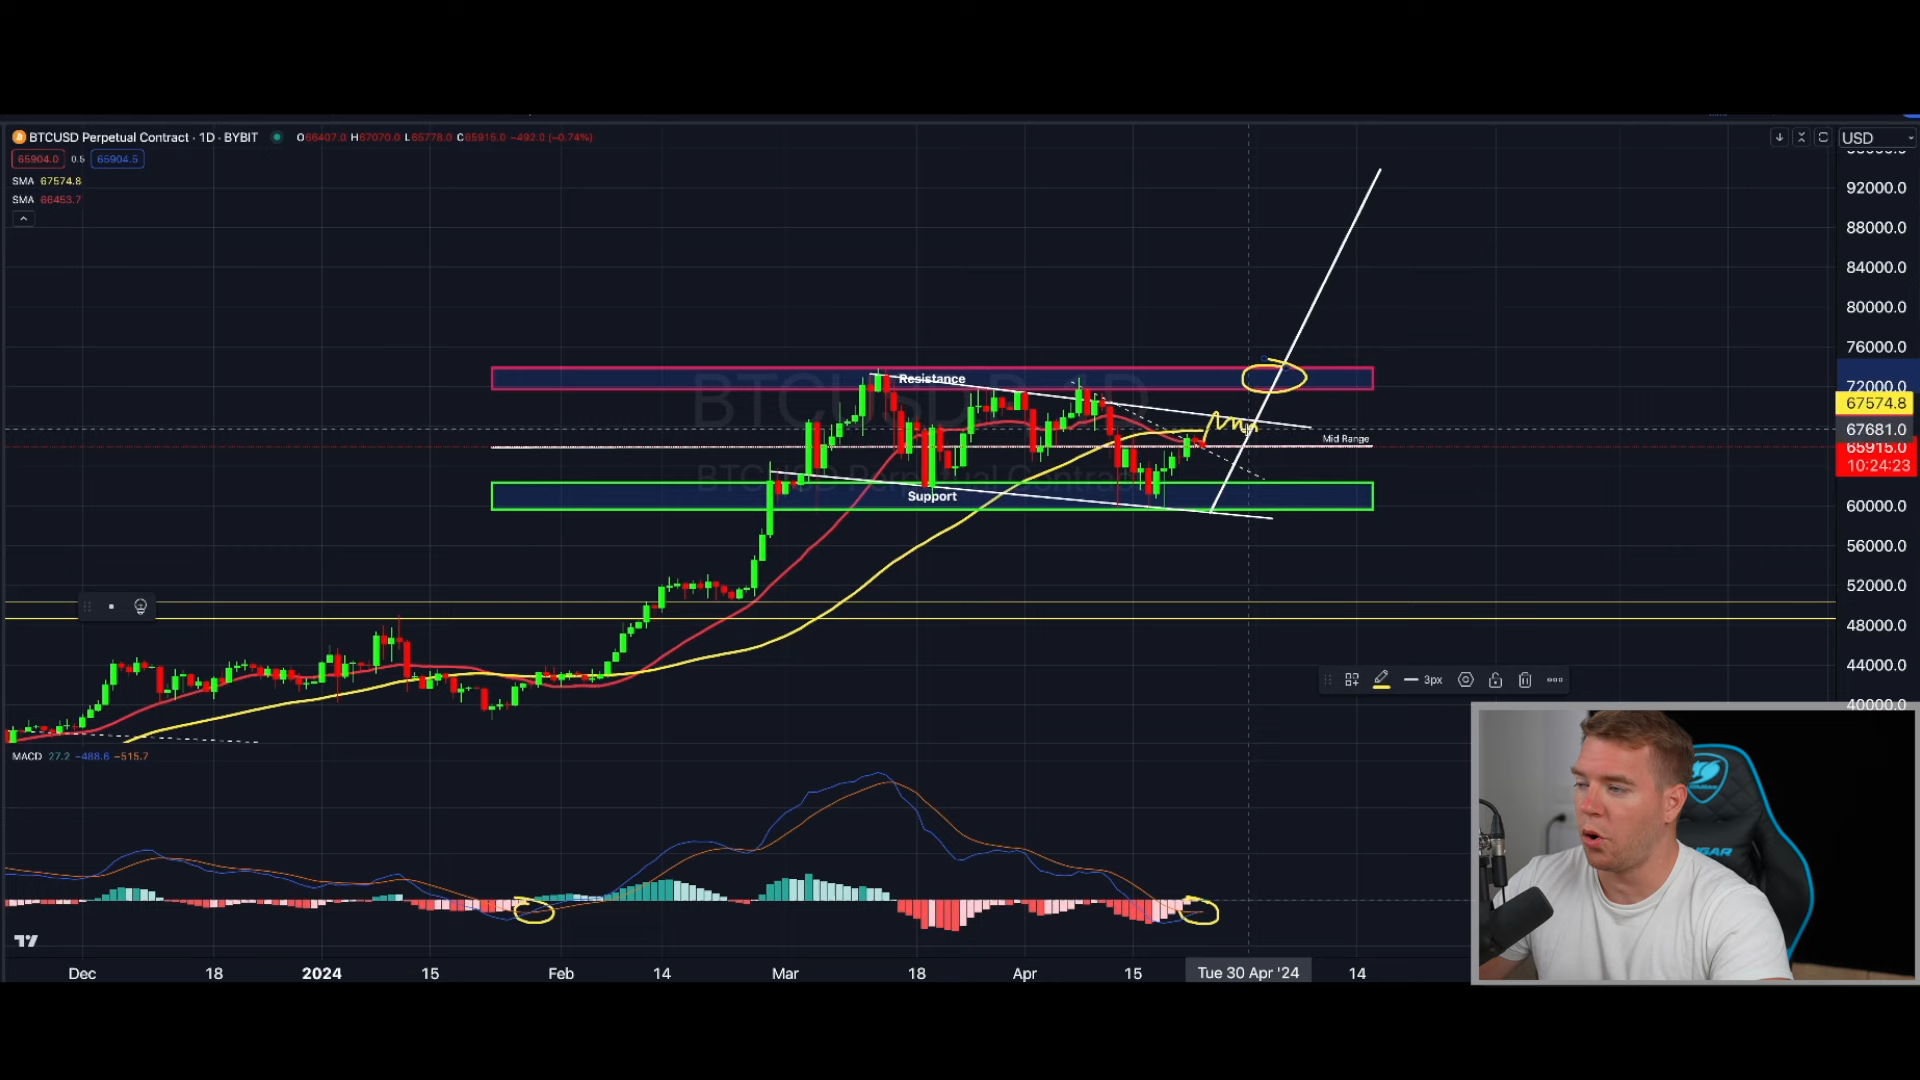 BTCUSD Perpetual Contract · 1D · BYBIT O66407.0 H67070.0 L65778.0 C65915.0 −492.0 (−0.74%)
USD
65904.0 0.5 65904.5
SMA 67574.8
SMA 66453.7
92000.0
88000.0
84000.0
80000.0
76000.0
72000.0
67574.8
67681.0
65915.0
10:24:23
60000.0
56000.0
52000.0
48000.0
44000.0
40000.0
Resistance
Mid Range
Support
BTCUSD Perpetual Contract
3px
MACD 27.2 −488.6 −515.7
COUGAR
Dec 18 2024 15 Feb 14 Mar 18 Apr 15 Tue 30 Apr '24 14